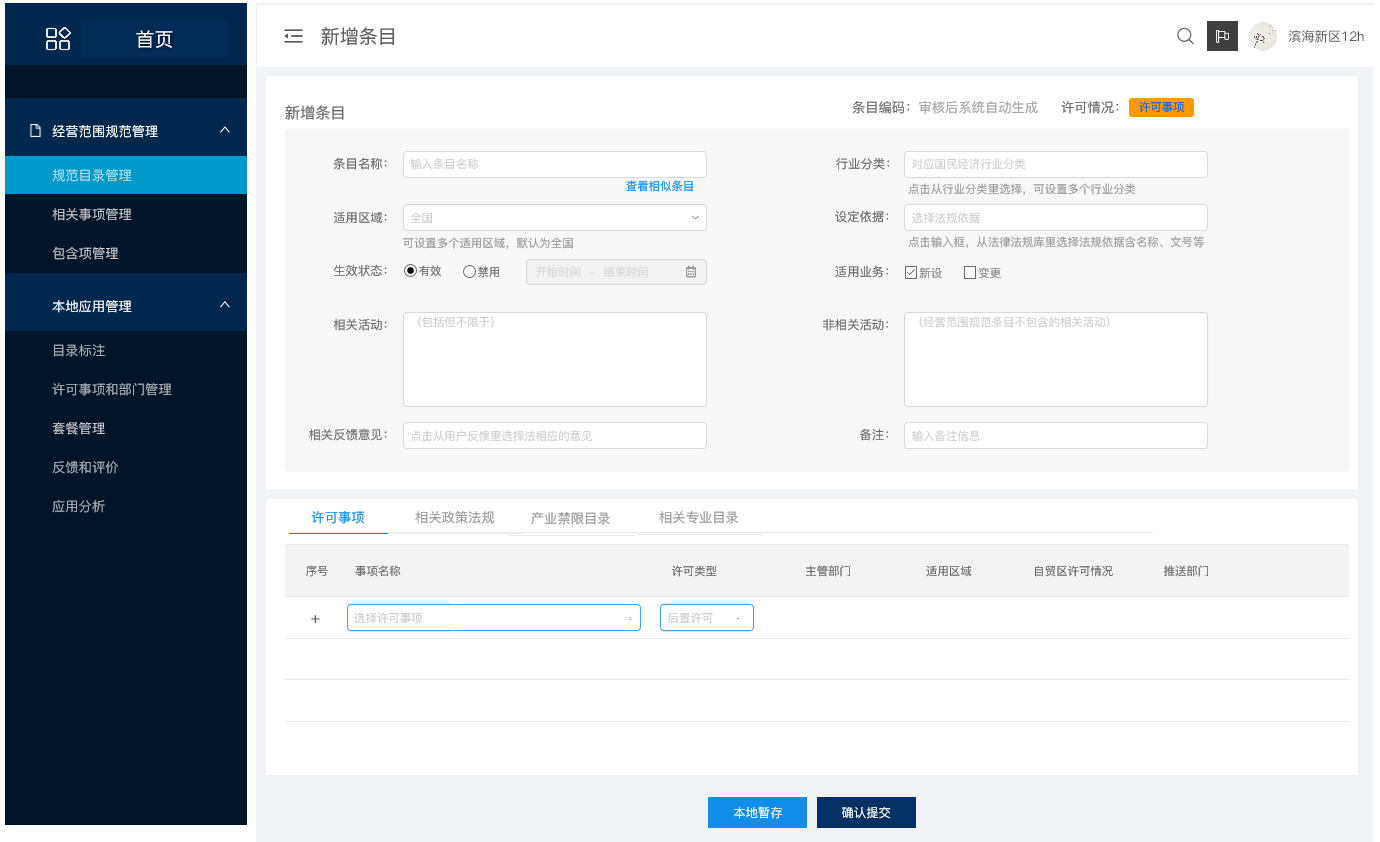 首页
经营范围规范管理
规范目录管理
相关事项管理
包含项管理
本地应用管理
目录标注
许可事项和部门管理
套餐管理
反馈和评价
应用分析
新增条目
滨海新区12h
新增条目
条目编码： 审核后系统自动生成 许可情况： 许可事项
条目名称： 输入条目名称
查看相似条目
行业分类： 对应国民经济行业分类
点击从行业分类里选择，可设置多个行业分类
适用区域： 全国
可设置多个适用区域，默认为全国
设定依据： 选择法规依据
点击输入框，从法律法规库里选择法规依据含名称、文号等
生效状态： 有效 禁用 开始时间 － 结束时间
适用业务： 新设 变更
相关活动： （包括但不限于）
非相关活动： （经营范围规范条目不包含的相关活动）
相关反馈意见： 点击从用户反馈里选择法相应的意见
备注： 输入备注信息
许可事项 相关政策法规 产业禁限目录 相关专业目录
序号 事项名称 许可类型 主管部门 适用区域 自贸区许可情况 推送部门
+ 选择许可事项 后置许可
本地暂存 确认提交